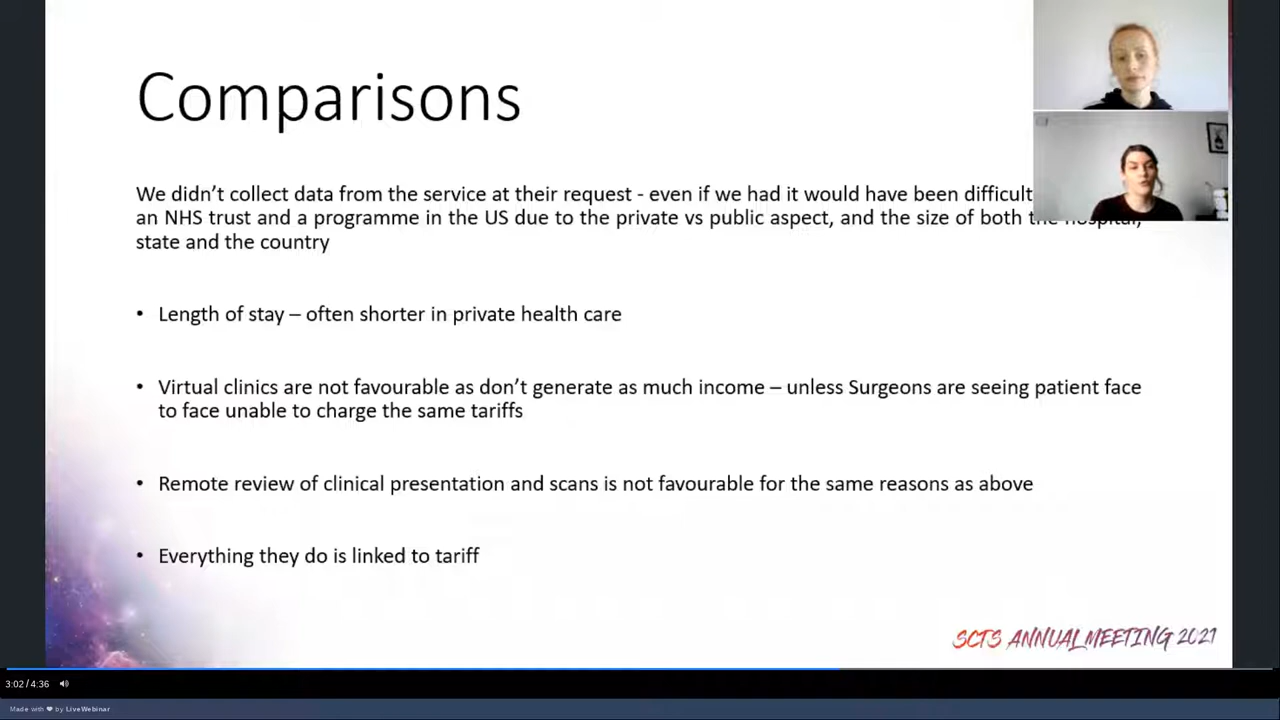 Comparisons
We didn’t collect data from the service at their request - even if we had it would have been difficult
an NHS trust and a programme in the US due to the private vs public aspect, and the size of both the hospital,
state and the country
• Length of stay – often shorter in private health care
• Virtual clinics are not favourable as don’t generate as much income – unless Surgeons are seeing patient face
to face unable to charge the same tariffs
• Remote review of clinical presentation and scans is not favourable for the same reasons as above
• Everything they do is linked to tariff
SCTS ANNUAL MEETING 2021
3:02 / 4:36
Made with ❤ by LiveWebinar